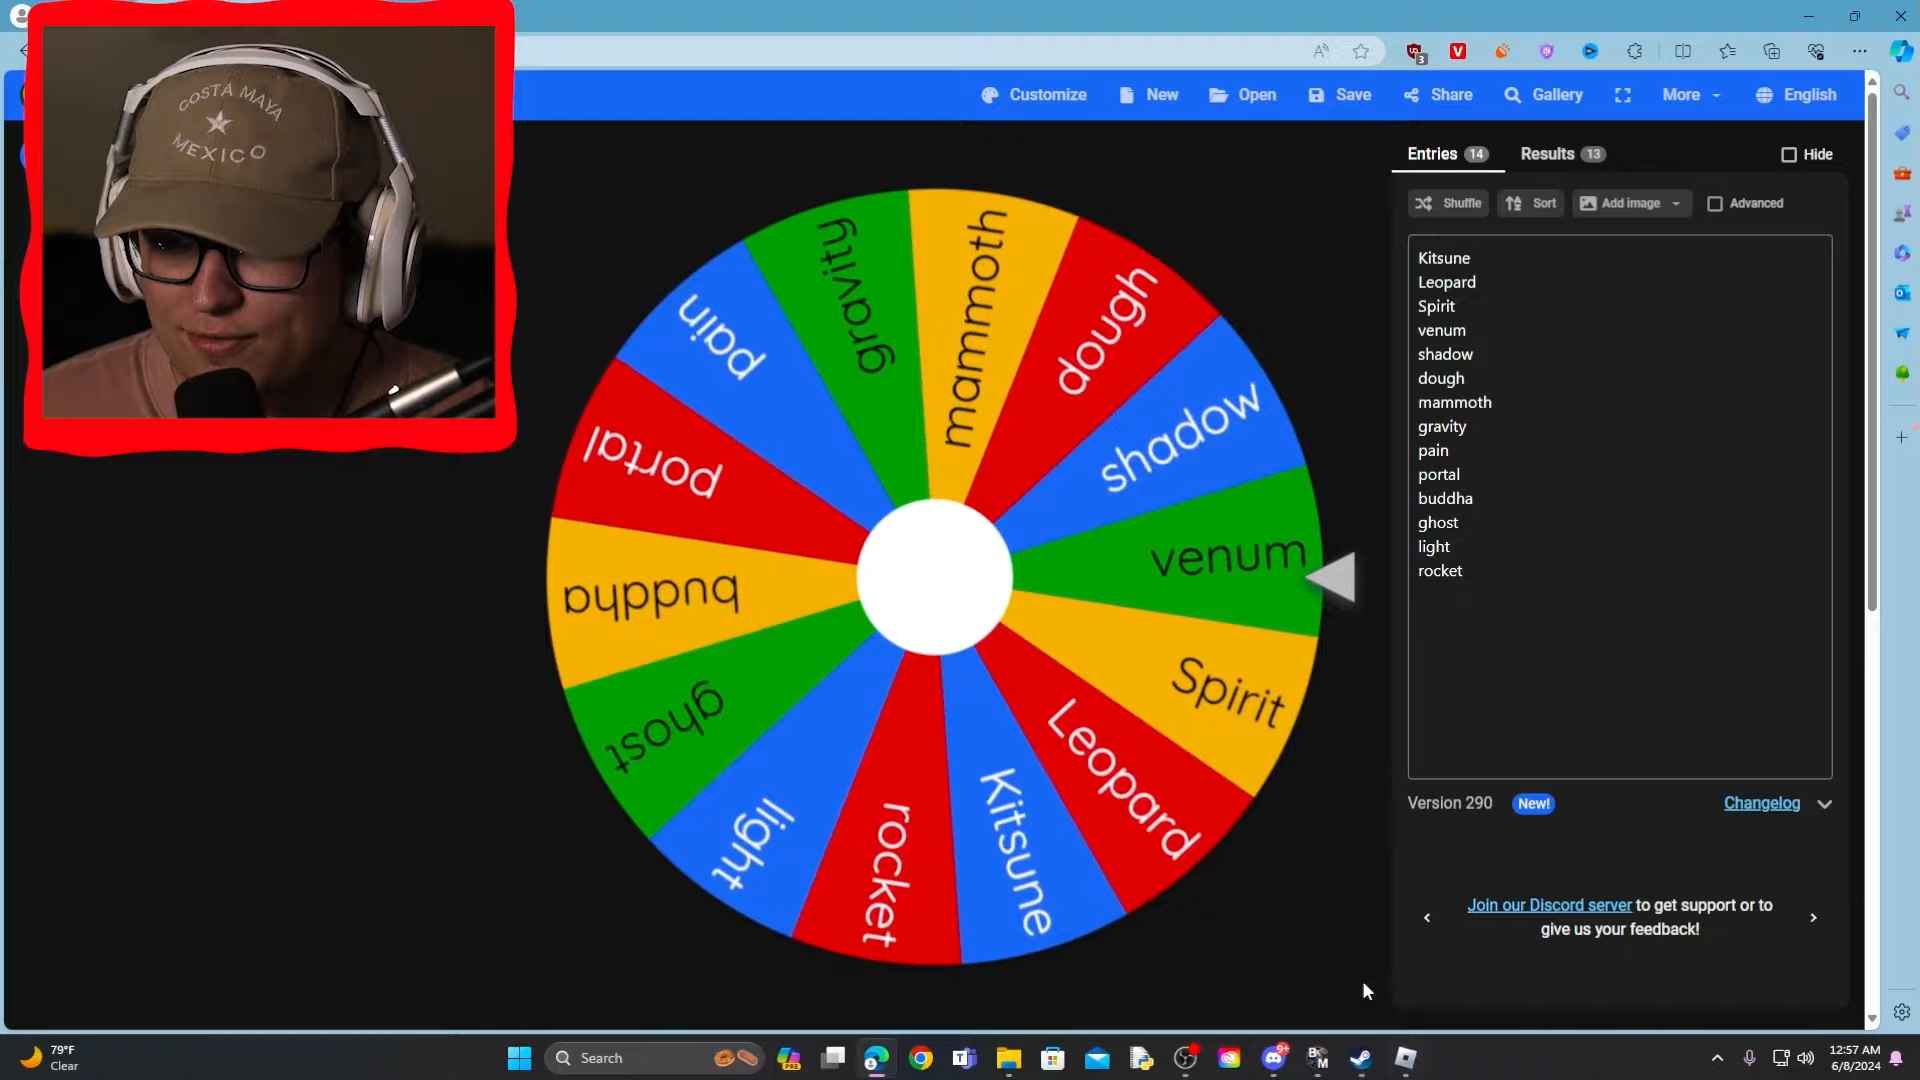 COSTA MAYA
MEXICO
3
Customize
New
Open
Save
Share
Gallery
More
English
Entries 14
Results 13
Hide
Shuffle
Sort
Add image
Advanced
Kitsune
Leopard
Spirit
venum
shadow
dough
mammoth
gravity
pain
portal
buddha
ghost
light
rocket
mammoth
dough
shadow
venum
Spirit
Leopard
Kitsune
rocket
light
ghost
buddha
portal
pain
gravity
Version 290
New!
Changelog
Join our Discord server to get support or to
give us your feedback!
79°F
Clear
Search
PRE
9+
12:57 AM
6/8/2024